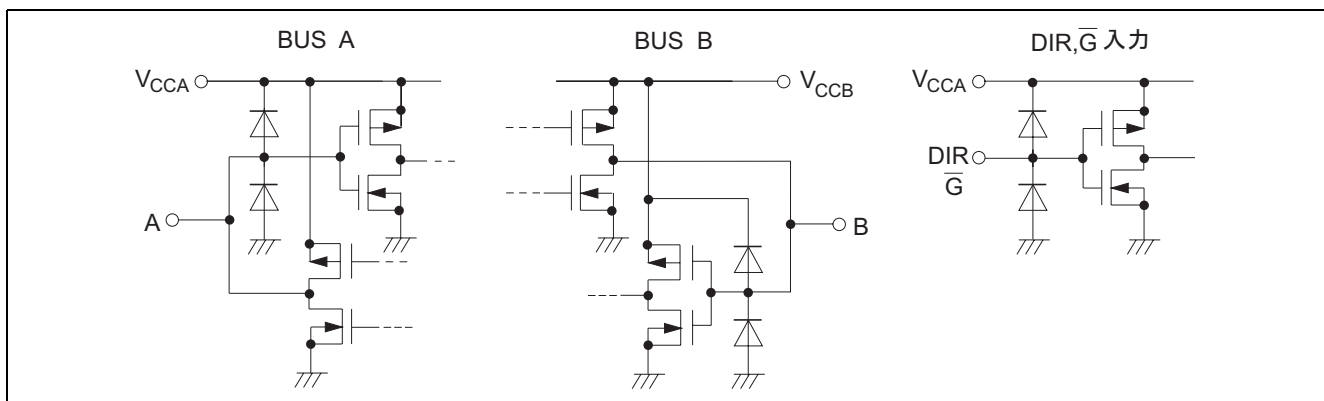 BUS A
BUS B
DIR,G̅ 入力
VCCA
VCCB
VCCA
DIR
G̅
A
B